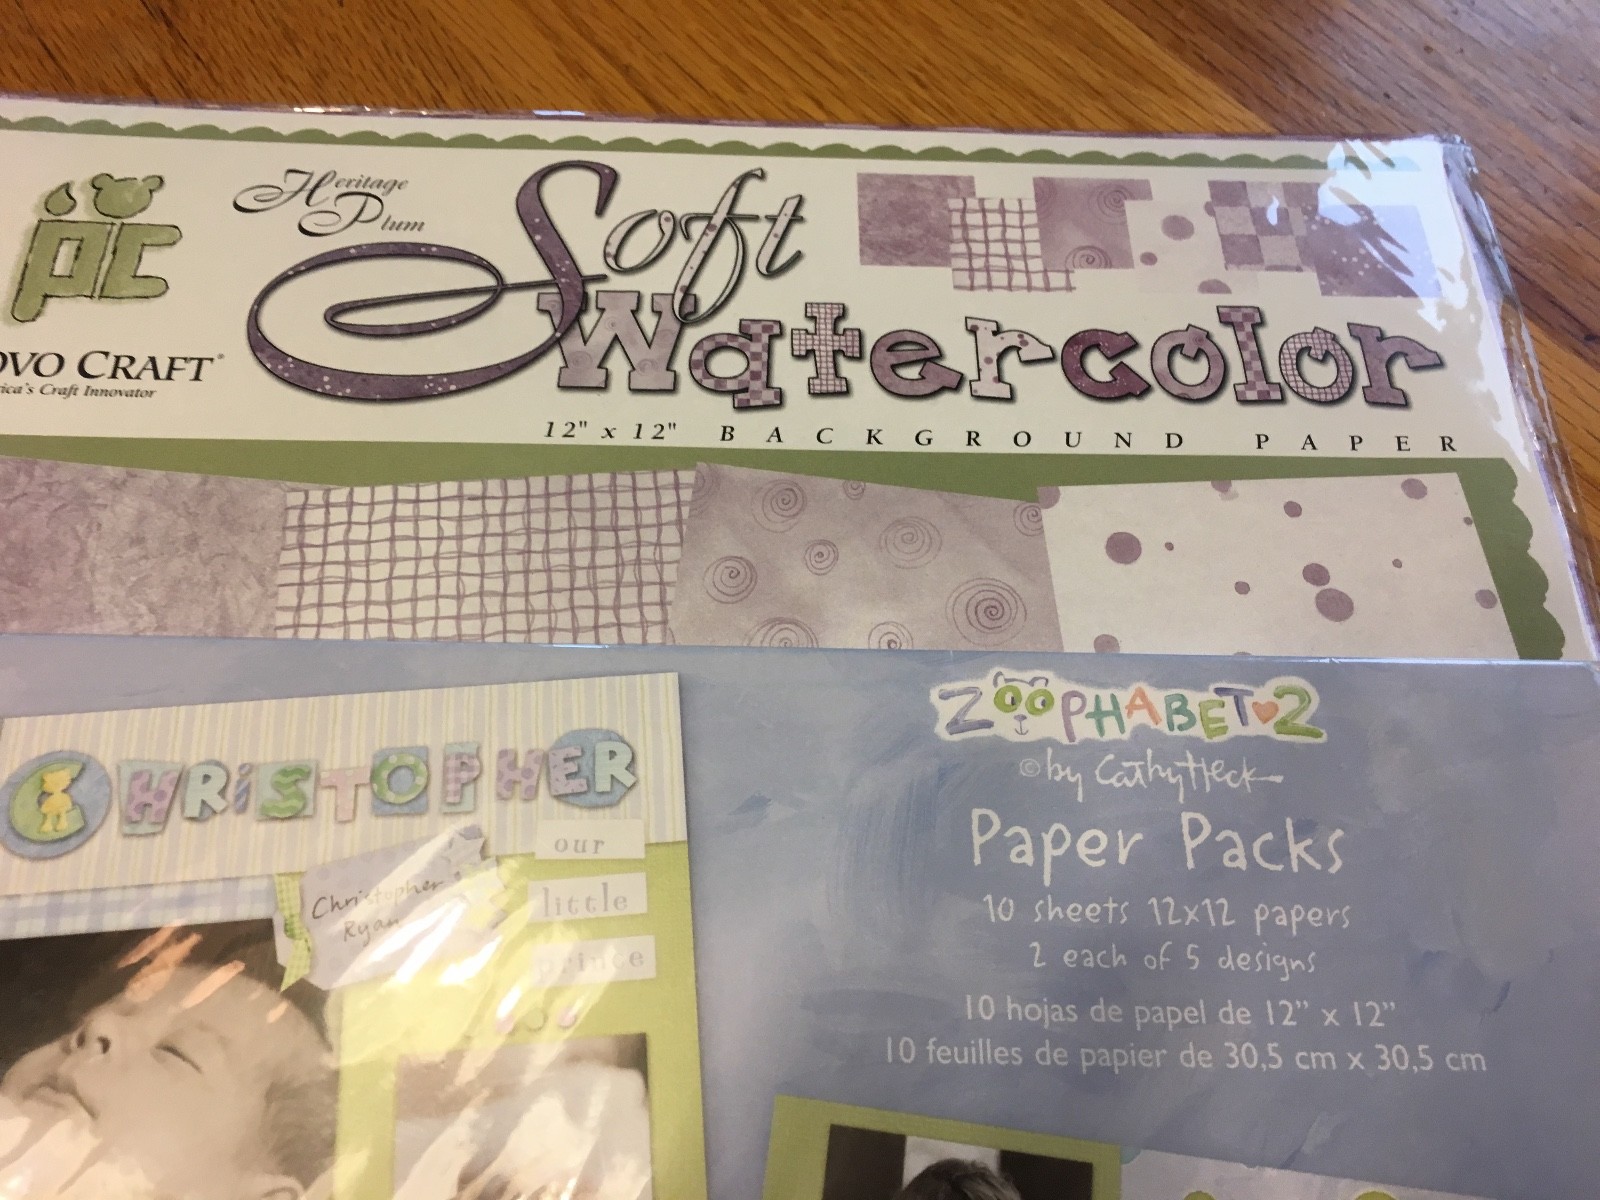 pc
OVO CRAFT®
rica's Craft Innovator
Heritage
Plum
Soft
Watercolor
12" x 12" BACKGROUND PAPER
CHRiSTOPHER
our
little
prince
Christopher
Ryan
ZOOPHABET 2
© by Cathy Heck
Paper Packs
10 sheets 12x12 papers
2 each of 5 designs
10 hojas de papel de 12” x 12”
10 feuilles de papier de 30,5 cm x 30,5 cm